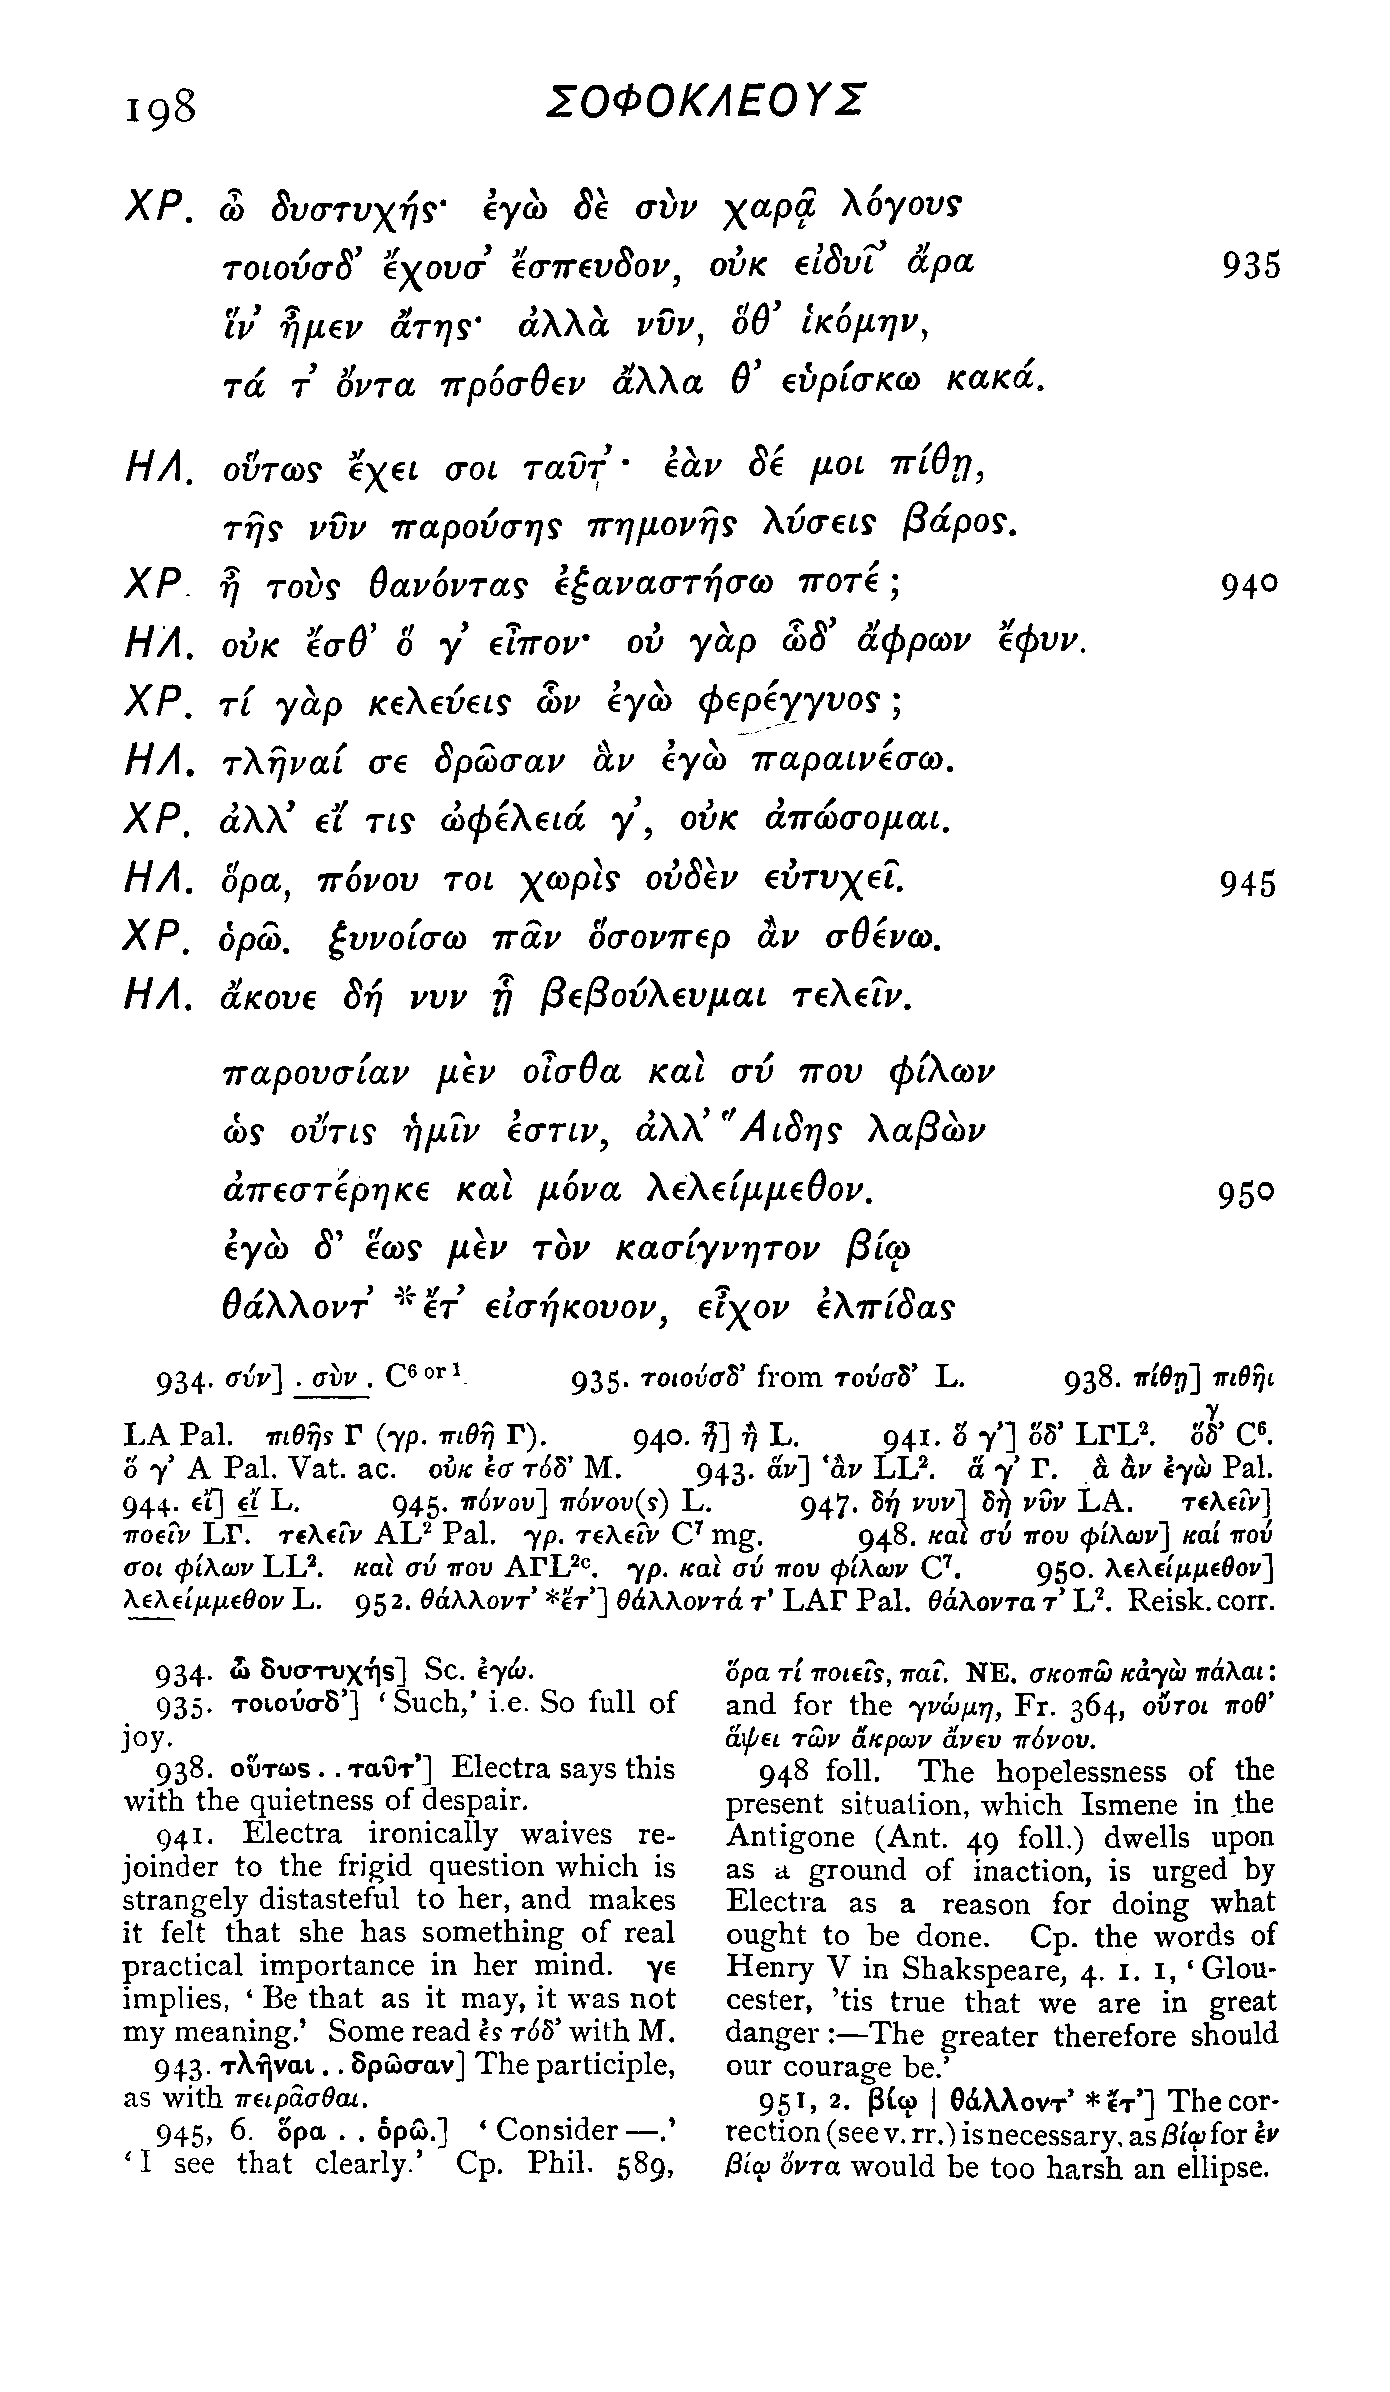 198 ΣΟΦΟΚΛΕΟΥΣ
ΧΡ. ὦ δυστυχής· ἐγὼ δὲ σὺν χαρᾷ λόγους
τοιούσδ’ ἔχουσ’ ἔσπευδον, οὐκ εἰδυῖ’ ἄρα 935
ἵν’ ἦμεν ἄτης· ἀλλὰ νῦν, ὅθ’ ἱκόμην,
τά τ’ ὄντα πρόσθεν ἄλλα θ’ εὑρίσκω κακά.
ΗΛ. οὕτως ἔχει σοι ταῦτ’· ἐὰν δέ μοι πίθῃ,
τῆς νῦν παρούσης πημονῆς λύσεις βάρος.
ΧΡ. ἦ τοὺς θανόντας ἐξαναστήσω ποτέ; 940
ΗΛ. οὐκ ἔσθ’ ὅ γ’ εἶπον· οὐ γὰρ ὧδ’ ἄφρων ἔφυν.
ΧΡ. τί γὰρ κελεύεις ὧν ἐγὼ φερέγγυος;
ΗΛ. τλῆναί σε δρῶσαν ἃν ἐγὼ παραινέσω.
ΧΡ. ἀλλ’ εἴ τις ὠφέλειά γ’, οὐκ ἀπώσομαι.
ΗΛ. ὅρα, πόνου τοι χωρὶς οὐδὲν εὐτυχεῖ. 945
ΧΡ. ὁρῶ. ξυνοίσω πᾶν ὅσονπερ ἂν σθένω.
ΗΛ. ἄκουε δή νυν ᾗ βεβούλευμαι τελεῖν.
παρουσίαν μὲν οἶσθα καὶ σύ που φίλων
ὡς οὔτις ἡμῖν ἐστιν, ἀλλ’ Ἅιδης λαβὼν
ἀπεστέρηκε καὶ μόνα λελείμμεθον. 950
ἐγὼ δ’ ἕως μὲν τὸν κασίγνητον βίῳ
θάλλοντ’ *ἔτ’ εἰσήκουον, εἶχον ἐλπίδας
934. σύν] . σὺν . C⁶ or ¹. 935. τοιούσδ’ from τούσδ’ L. 938. πίθῃ] πιθῆι
LA Pal. πιθῆς Γ (γρ. πιθῆ Γ). 940. ἦ] ἢ L. 941. ὅ γ’] ὅδ’ LΓL². ὅδ’ C⁶.
ὅ γ’ A Pal. Vat. ac. οὐκ ἐσ τόδ’ M. 943. ἄν] ‘ἂν LL². ἅ γ’ Γ. ἃ ἂν ἐγὼ Pal.
944. εἴ] εἴ L. 945. πόνου] πόνου(ς) L. 947. δή νυν] δὴ νῦν LA. τελεῖν]
ποεῖν LΓ. τελεῖν AL² Pal. γρ. τελεῖν C⁷ mg. 948. καὶ σύ που φίλων] καί πού
σοι φίλων LL². καὶ σύ που AΓL²ᶜ. γρ. καὶ σύ που φίλων C⁷. 950. λελείμμεθον]
λελείμμεθον L. 952. θάλλοντ’ *ἔτ’] θάλλοντά τ’ LAΓ Pal. θάλοντα τ’ L². Reisk. corr.
934. ὦ δυστυχής] Sc. ἐγώ.
935. τοιούσδ’] ‘Such,’ i.e. So full of
joy.
938. οὕτως . . ταῦτ’] Electra says this
with the quietness of despair.
941. Electra ironically waives re-
joinder to the frigid question which is
strangely distasteful to her, and makes
it felt that she has something of real
practical importance in her mind. γε
implies, ‘Be that as it may, it was not
my meaning.’ Some read ἐς τόδ’ with M.
943. τλῆναι . . δρῶσαν] The participle,
as with πειρᾶσθαι.
945, 6. ὅρα . . ὁρῶ.] ‘Consider —.’
‘I see that clearly.’ Cp. Phil. 589,
ὅρα τί ποιεῖς, παῖ. ΝΕ. σκοπῶ κἀγὼ πάλαι:
and for the γνώμη, Fr. 364, οὔτοι ποθ’
ἅψει τῶν ἄκρων ἄνευ πόνου.
948 foll. The hopelessness of the
present situation, which Ismene in the
Antigone (Ant. 49 foll.) dwells upon
as a ground of inaction, is urged by
Electra as a reason for doing what
ought to be done. Cp. the words of
Henry V in Shakspeare, 4. 1. 1, ‘Glou-
cester, ’tis true that we are in great
danger:—The greater therefore should
our courage be.’
951, 2. βίῳ | θάλλοντ’ *ἔτ’] The cor-
rection (see v. rr.) is necessary, as βίῳ for ἐν
βίῳ ὄντα would be too harsh an ellipse.